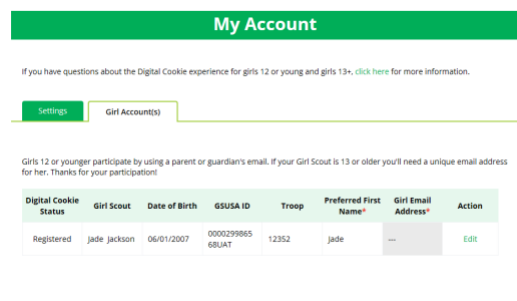 My Account
If you have questions about the Digital Cookie experience for girls 12 or young and girls 13+, click here for more information.
Settings
Girl Account(s)
Girls 12 or younger participate by using a parent or guardian's email. If your Girl Scout is 13 or older you'll need a unique email address
for her. Thanks for your participation!
Digital Cookie Status Girl Scout Date of Birth GSUSA ID Troop Preferred First Name* Girl Email Address* Action
Registered Jade Jackson 06/01/2007 000029986568UAT 12352 Jade --- Edit